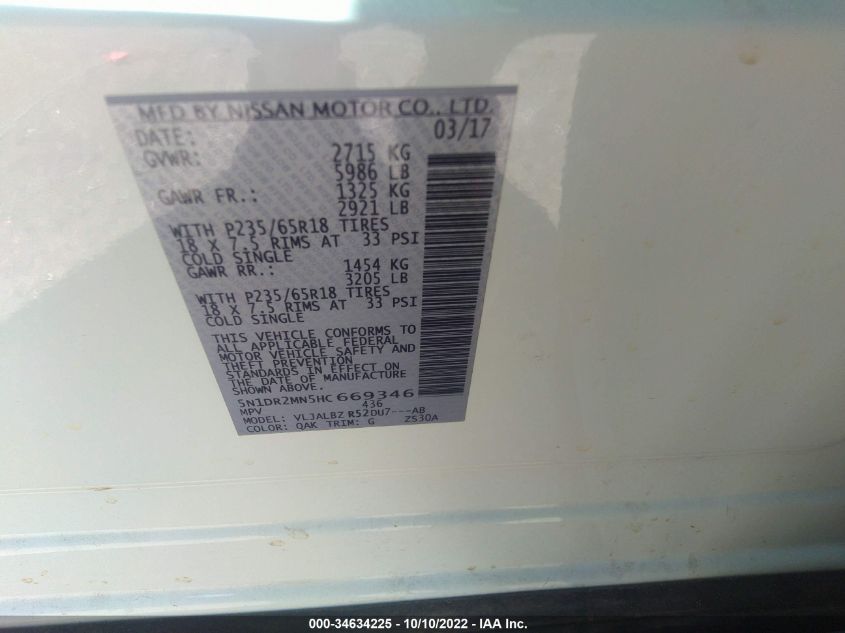 MFD BY NISSAN MOTOR CO., LTD.
DATE: 03/17
GVWR: 2715 KG
5986 LB
GAWR FR.: 1325 KG
2921 LB
WITH P235/65R18 TIRES
18 X 7.5 RIMS AT 33 PSI
COLD SINGLE
GAWR RR.: 1454 KG
3205 LB
WITH P235/65R18 TIRES
18 X 7.5 RIMS AT 33 PSI
COLD SINGLE
THIS VEHICLE CONFORMS TO
ALL APPLICABLE FEDERAL
MOTOR VEHICLE SAFETY AND
THEFT PREVENTION
STANDARDS IN EFFECT ON
THE DATE OF MANUFACTURE
SHOWN ABOVE.
5N1DR2MN5HC669346
MPV 436
MODEL: VLJALBZ R52DU7---AB
COLOR: QAK TRIM: G ZS30A
000-34634225 - 10/10/2022 - IAA Inc.